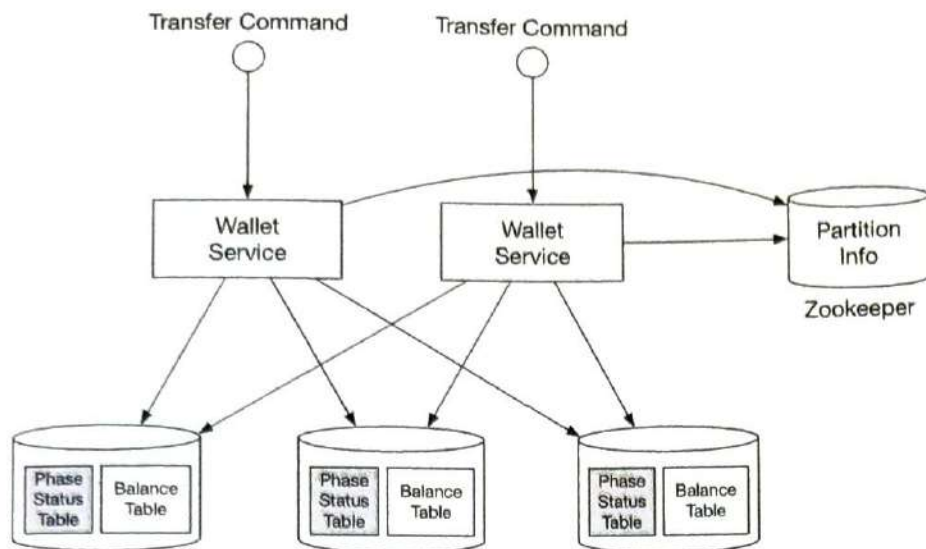 Transfer Command
Transfer Command
Wallet
Service
Wallet
Service
Partition
Info
Zookeeper
Phase
Status
Table
Balance
Table
Phase
Status
Table
Balance
Table
Phase
Status
Table
Balance
Table